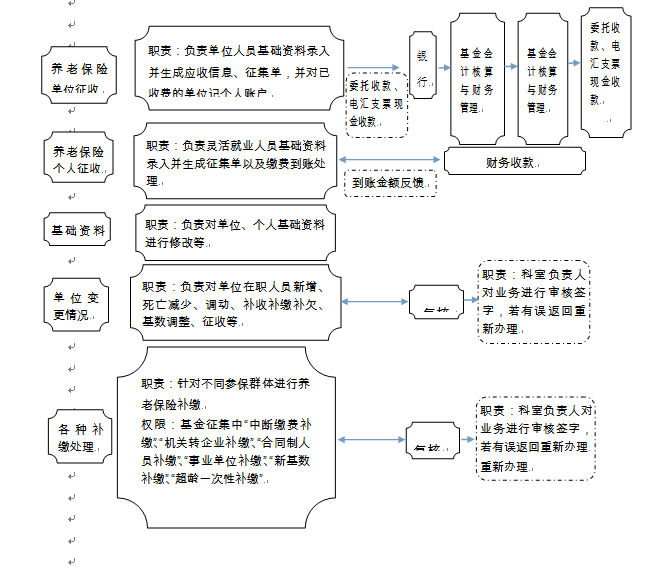 养老保险
单位征收
职责：负责单位人员基础资料录入
并生成应收信息、征集单，并对已
收费的单位记个人账户
委托收款、
电汇支票现
金收款
银
行
基金会
计核算
与财务
管理
基金会
计核算
与财务
管理
委托收
款、电
汇支票
现金收
款。
养老保险
个人征收
职责：负责灵活就业人员基础资料
录入并生成征集单以及缴费到账处
理。
到账金额反馈
财务收款
基础资料
职责：负责对单位、个人基础资料
进行修改等。
单位变
更情况
职责：负责对单位在职人员新增、
死亡减少、调动、补收补缴补欠、
基数调整、征收等。
复核
职责：科室负责人
对业务进行审核签
字，若有误返回重
新办理
各种补
缴处理
职责：针对不同参保群体进行养
老保险补缴
权限：基金征集中“中断缴费补
缴”、“机关转企业补缴”、“合同制人
员补缴”、“事业单位补缴”、“新基数
补缴”、“超龄一次性补缴”.
复核
职责：科室负责人对
业务进行审核签字，
若有误返回重新办理
重新办理